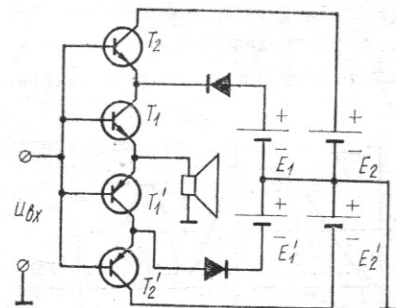 T₂
T₁
+ +
− E₁ − E₂
T₁'
+ +
uвх
− E₁' − E₂'
T₂'